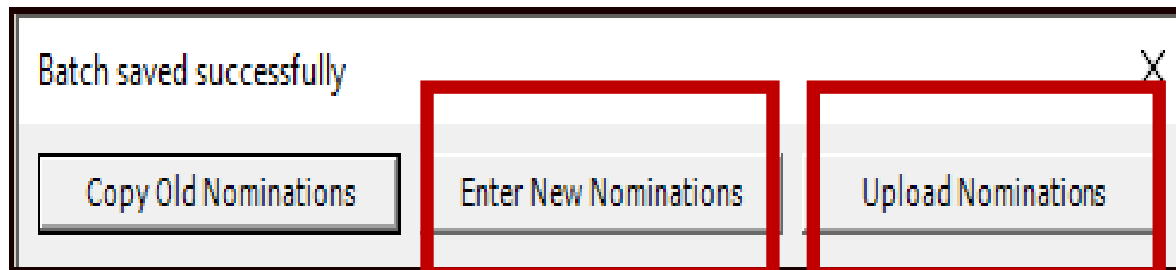 Batch saved successfully X
Copy Old Nominations Enter New Nominations Upload Nominations